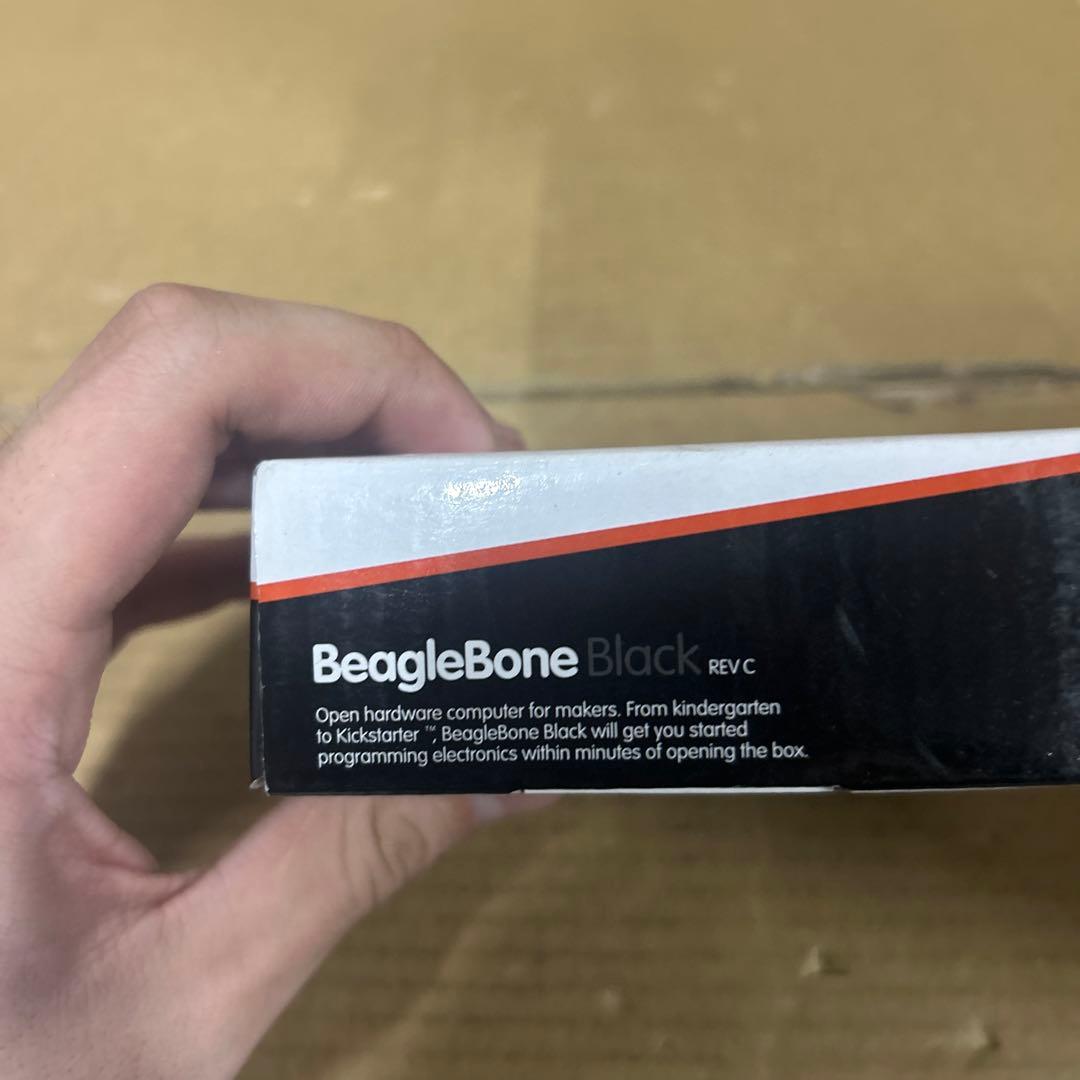 BeagleBone Black REV C
Open hardware computer for makers. From kindergarten
to Kickstarter ™, BeagleBone Black will get you started
programming electronics within minutes of opening the box.